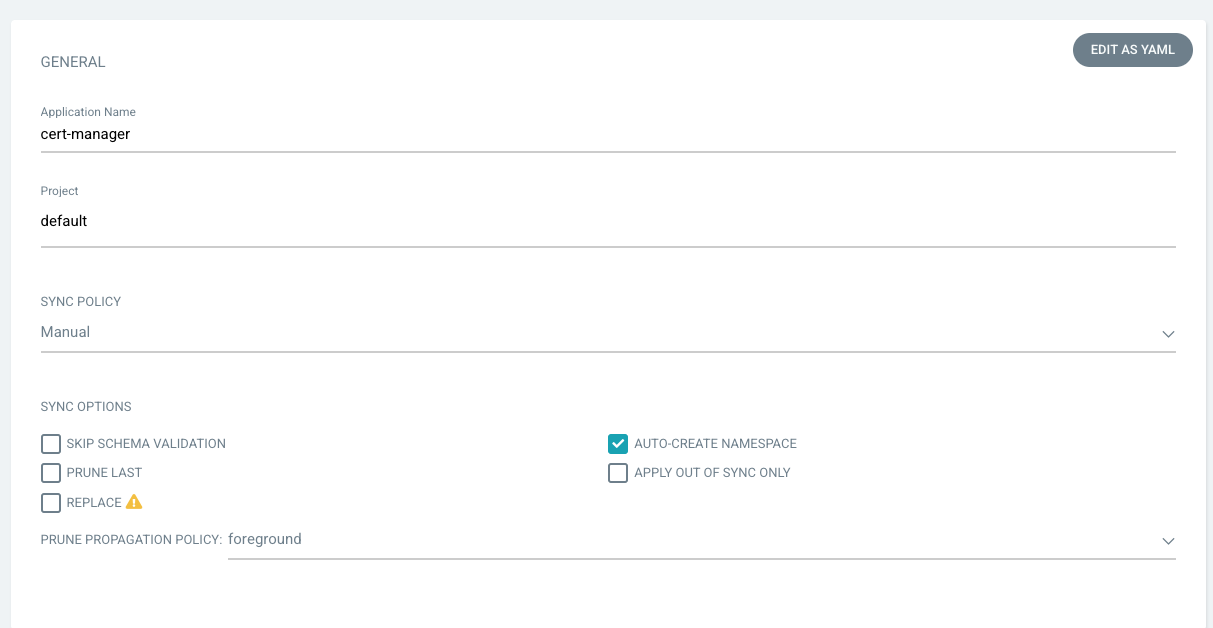 GENERAL
EDIT AS YAML
Application Name
cert-manager
Project
default
SYNC POLICY
Manual
SYNC OPTIONS
SKIP SCHEMA VALIDATION
AUTO-CREATE NAMESPACE
PRUNE LAST
APPLY OUT OF SYNC ONLY
REPLACE
PRUNE PROPAGATION POLICY: foreground